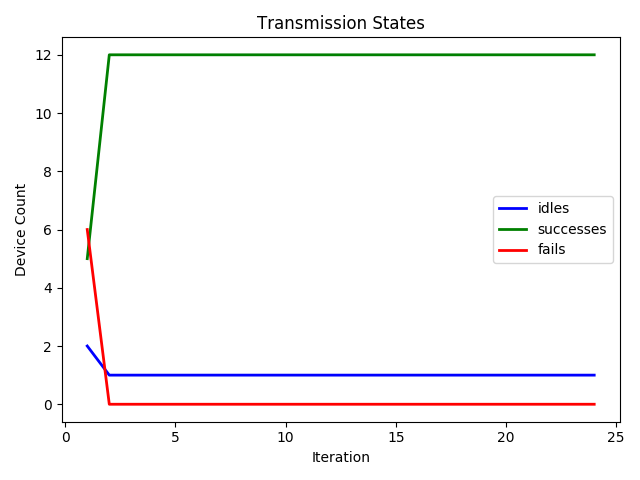 Transmission States
Device Count
12
10
8
6
4
2
0
idles
successes
fails
0 5 10 15 20 25
Iteration